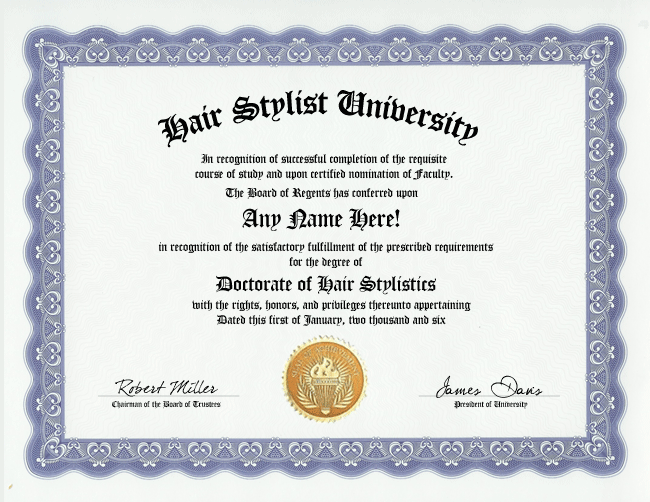 Hair Stylist University
In recognition of successful completion of the requisite
course of study and upon certified nomination of Faculty.
The Board of Regents has conferred upon
Any Name Here!
in recognition of the satisfactory fulfillment of the prescribed requirements
for the degree of
Doctorate of Hair Stylistics
with the rights, honors, and privileges thereunto appertaining
Dated this first of January, two thousand and six
Robert Miller
Chairman of the Board of Trustees
James Davis
President of University